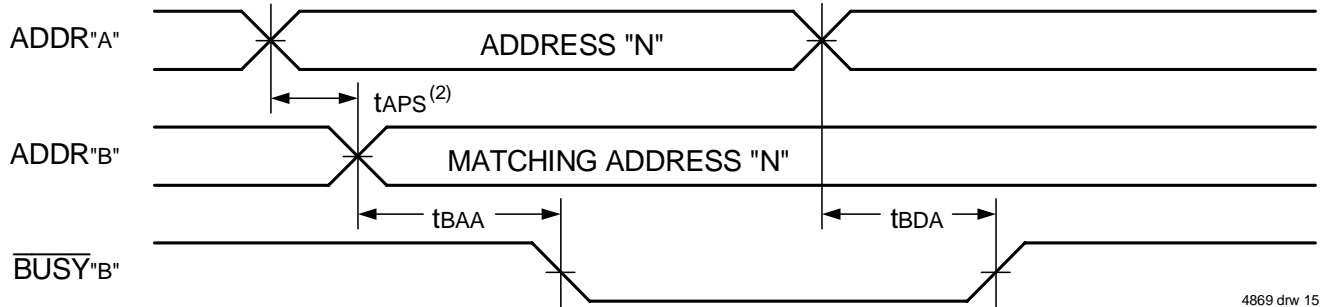 ADDR"A"
ADDRESS "N"
tAPS(2)
ADDR"B"
MATCHING ADDRESS "N"
tBAA
tBDA
BUSY"B"
4869 drw 15